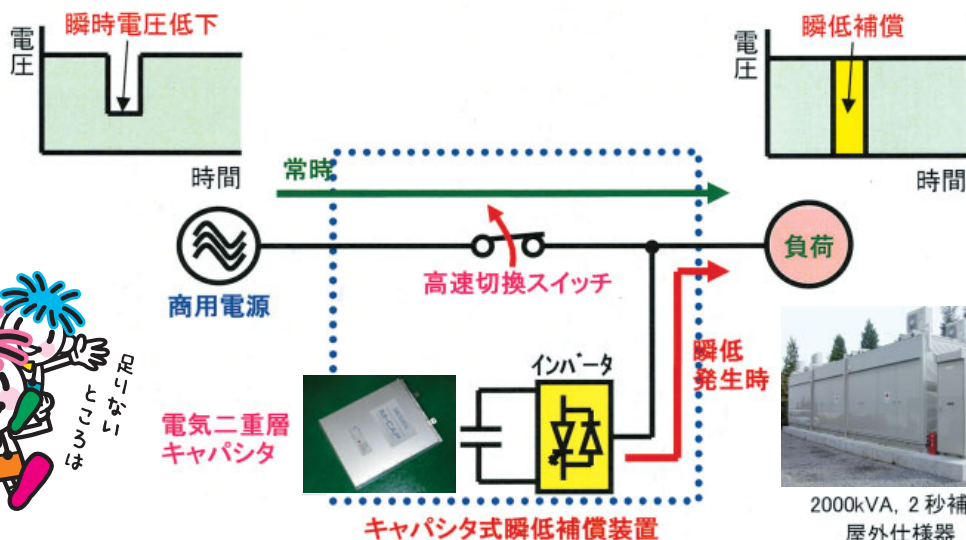 瞬時電圧低下
電圧
時間
瞬低補償
電圧
時間
常時
商用電源
高速切換スイッチ
負荷
瞬低
発生時
インバータ
電気二重層
キャパシタ
M-CAP
キャパシタ式瞬低補償装置
足りない
ところは
2000kVA, 2秒補
屋外仕様器